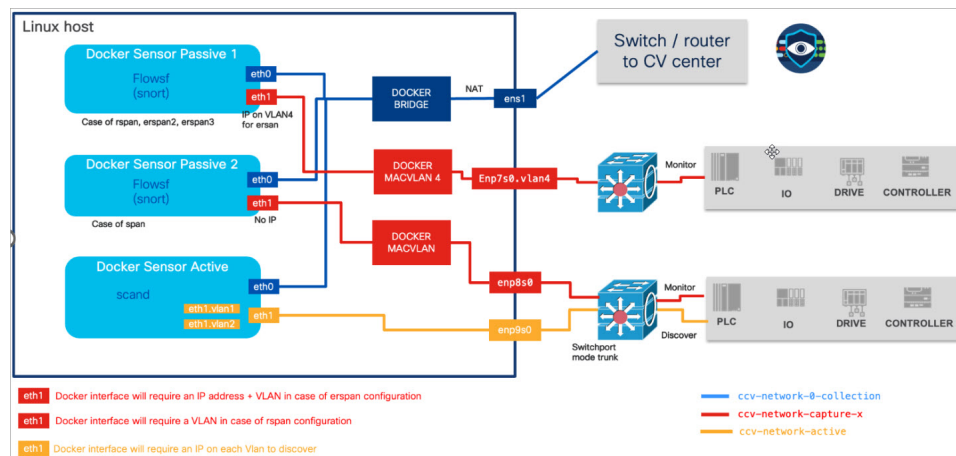 Linux host
Docker Sensor Passive 1
Flowsf
(snort)
eth0
eth1
IP on VLAN4
for ersan
Case of rspan, erspan2, erspan3
DOCKER
BRIDGE
NAT
ens1
Switch / router
to CV center
Docker Sensor Passive 2
Flowsf
(snort)
eth0
eth1
No IP
Case of span
DOCKER
MACVLAN 4
Enp7s0.vlan4
Monitor
PLC
IO
DRIVE
CONTROLLER
DOCKER
MACVLAN
enp8s0
Docker Sensor Active
scand
eth1.vlan1
eth1.vlan2
eth0
eth1
enp9s0
Switchport
mode trunk
Monitor
Discover
PLC
IO
DRIVE
CONTROLLER
eth1 Docker interface will require an IP address + VLAN in case of erspan configuration
eth1 Docker interface will require a VLAN in case of rspan configuration
eth1 Docker interface will require an IP on each Vlan to discover
ccv-network-0-collection
ccv-network-capture-x
ccv-network-active